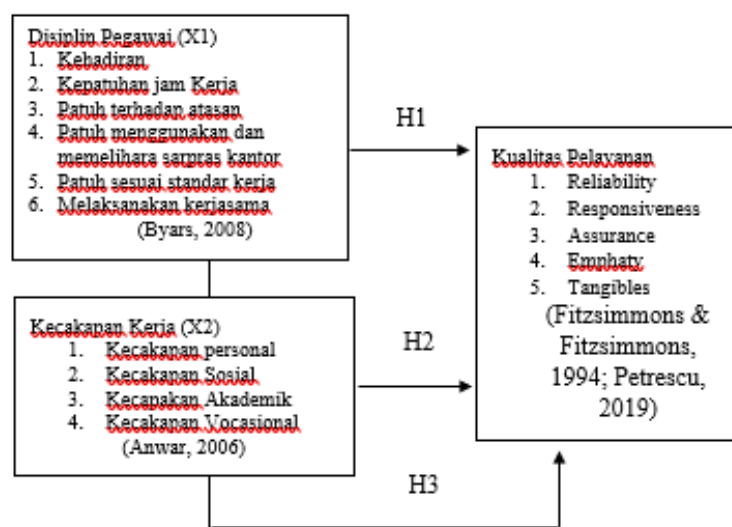 Disiplin Pegawai (X1)
1. Kehadiran
2. Kepatuhan jam Kerja
3. Patuh terhadap atasan
4. Patuh menggunakan dan
memelihara sarpras kantor
5. Patuh sesuai standar kerja
6. Melaksanakan kerjasama
(Byars, 2008)
H1
Kualitas Pelayanan
1. Reliability
2. Responsiveness
3. Assurance
4. Emphaty
5. Tangibles
(Fitzsimmons &
Fitzsimmons,
1994; Petrescu,
2019)
Kecakapan Kerja (X2)
1. Kecakapan personal
2. Kecakapan Sosial
3. Kecapakan Akademik
4. Kecakapan Vocasional
(Anwar, 2006)
H2
H3